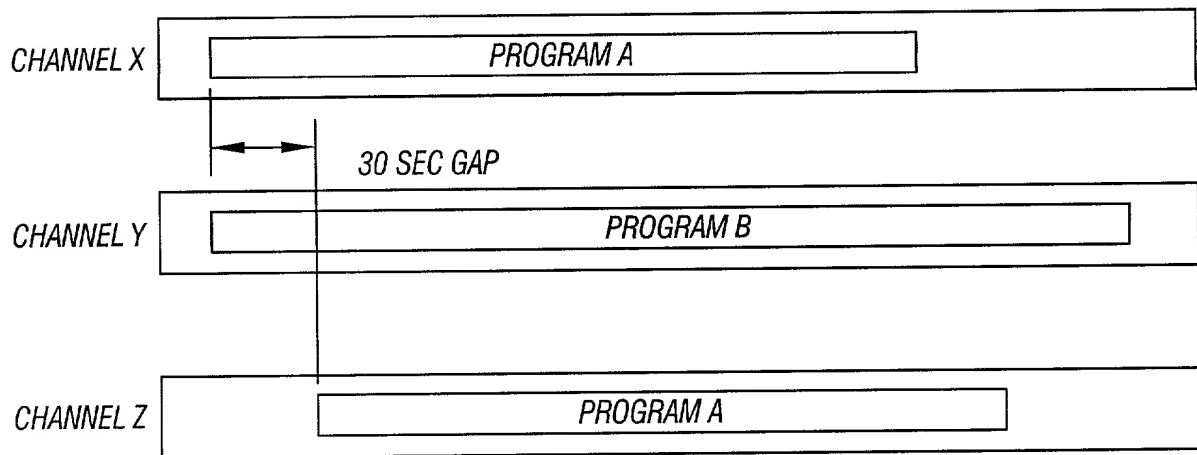 CHANNEL X
PROGRAM A
30 SEC GAP
CHANNEL Y
PROGRAM B
CHANNEL Z
PROGRAM A